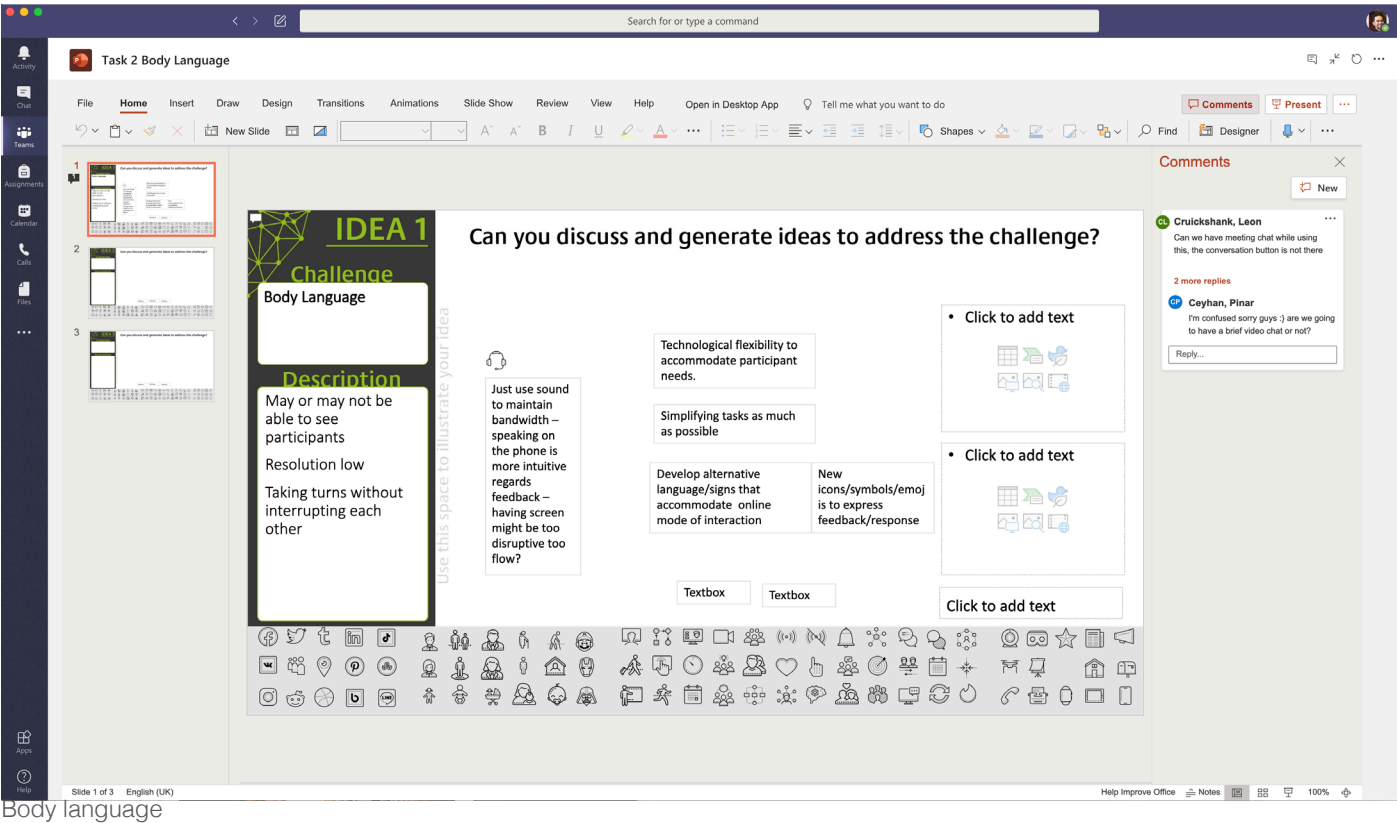 Search for or type a command
Activity
Chat
Teams
Assignments
Calendar
Calls
Files
Apps
Help
Task 2 Body Language
File Home Insert Draw Design Transitions Animations Slide Show Review View Help Open in Desktop App Tell me what you want to do
Comments Present
New Slide
Shapes
Find
Designer
1
2
3
IDEA 1
Challenge
Body Language
Description
May or may not be
able to see
participants
Resolution low
Taking turns without
interrupting each
other
Use this space to illustrate your idea
Can you discuss and generate ideas to address the challenge?
Just use sound
to maintain
bandwidth –
speaking on
the phone is
more intuitive
regards
feedback –
having screen
might be too
disruptive too
flow?
Technological flexibility to
accommodate participant
needs.
Simplifying tasks as much
as possible
Develop alternative
language/signs that
accommodate online
mode of interaction
New
icons/symbols/emoj
is to express
feedback/response
Textbox
Textbox
• Click to add text
• Click to add text
Click to add text
Comments
New
CL Cruickshank, Leon
Can we have meeting chat while using
this, the conversation button is not there
2 more replies
CP Ceyhan, Pinar
I'm confused sorry guys :} are we going
to have a brief video chat or not?
Reply...
Slide 1 of 3 English (UK)
Help Improve Office Notes 100%
Body language